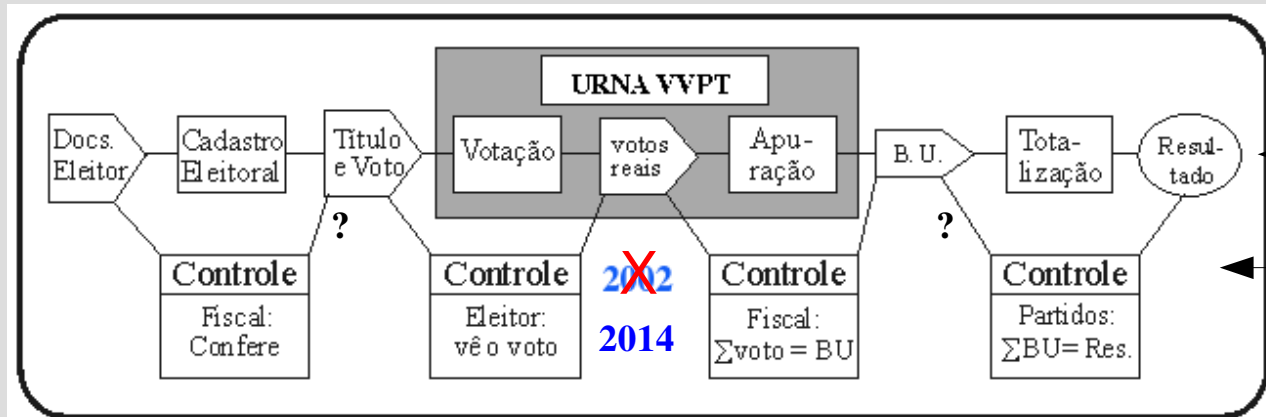 URNA VVPT
Docs.
Eleitor
Cadastro
Eleitoral
Título
e Voto
Votação
votos
reais
Apu-
ração
B. U.
Tota-
lização
Resul-
tado
?
?
Controle
Fiscal:
Confere
Controle
Eleitor:
vê o voto
2002
X
2014
Controle
Fiscal:
∑voto = BU
Controle
Partidos:
∑BU= Res.